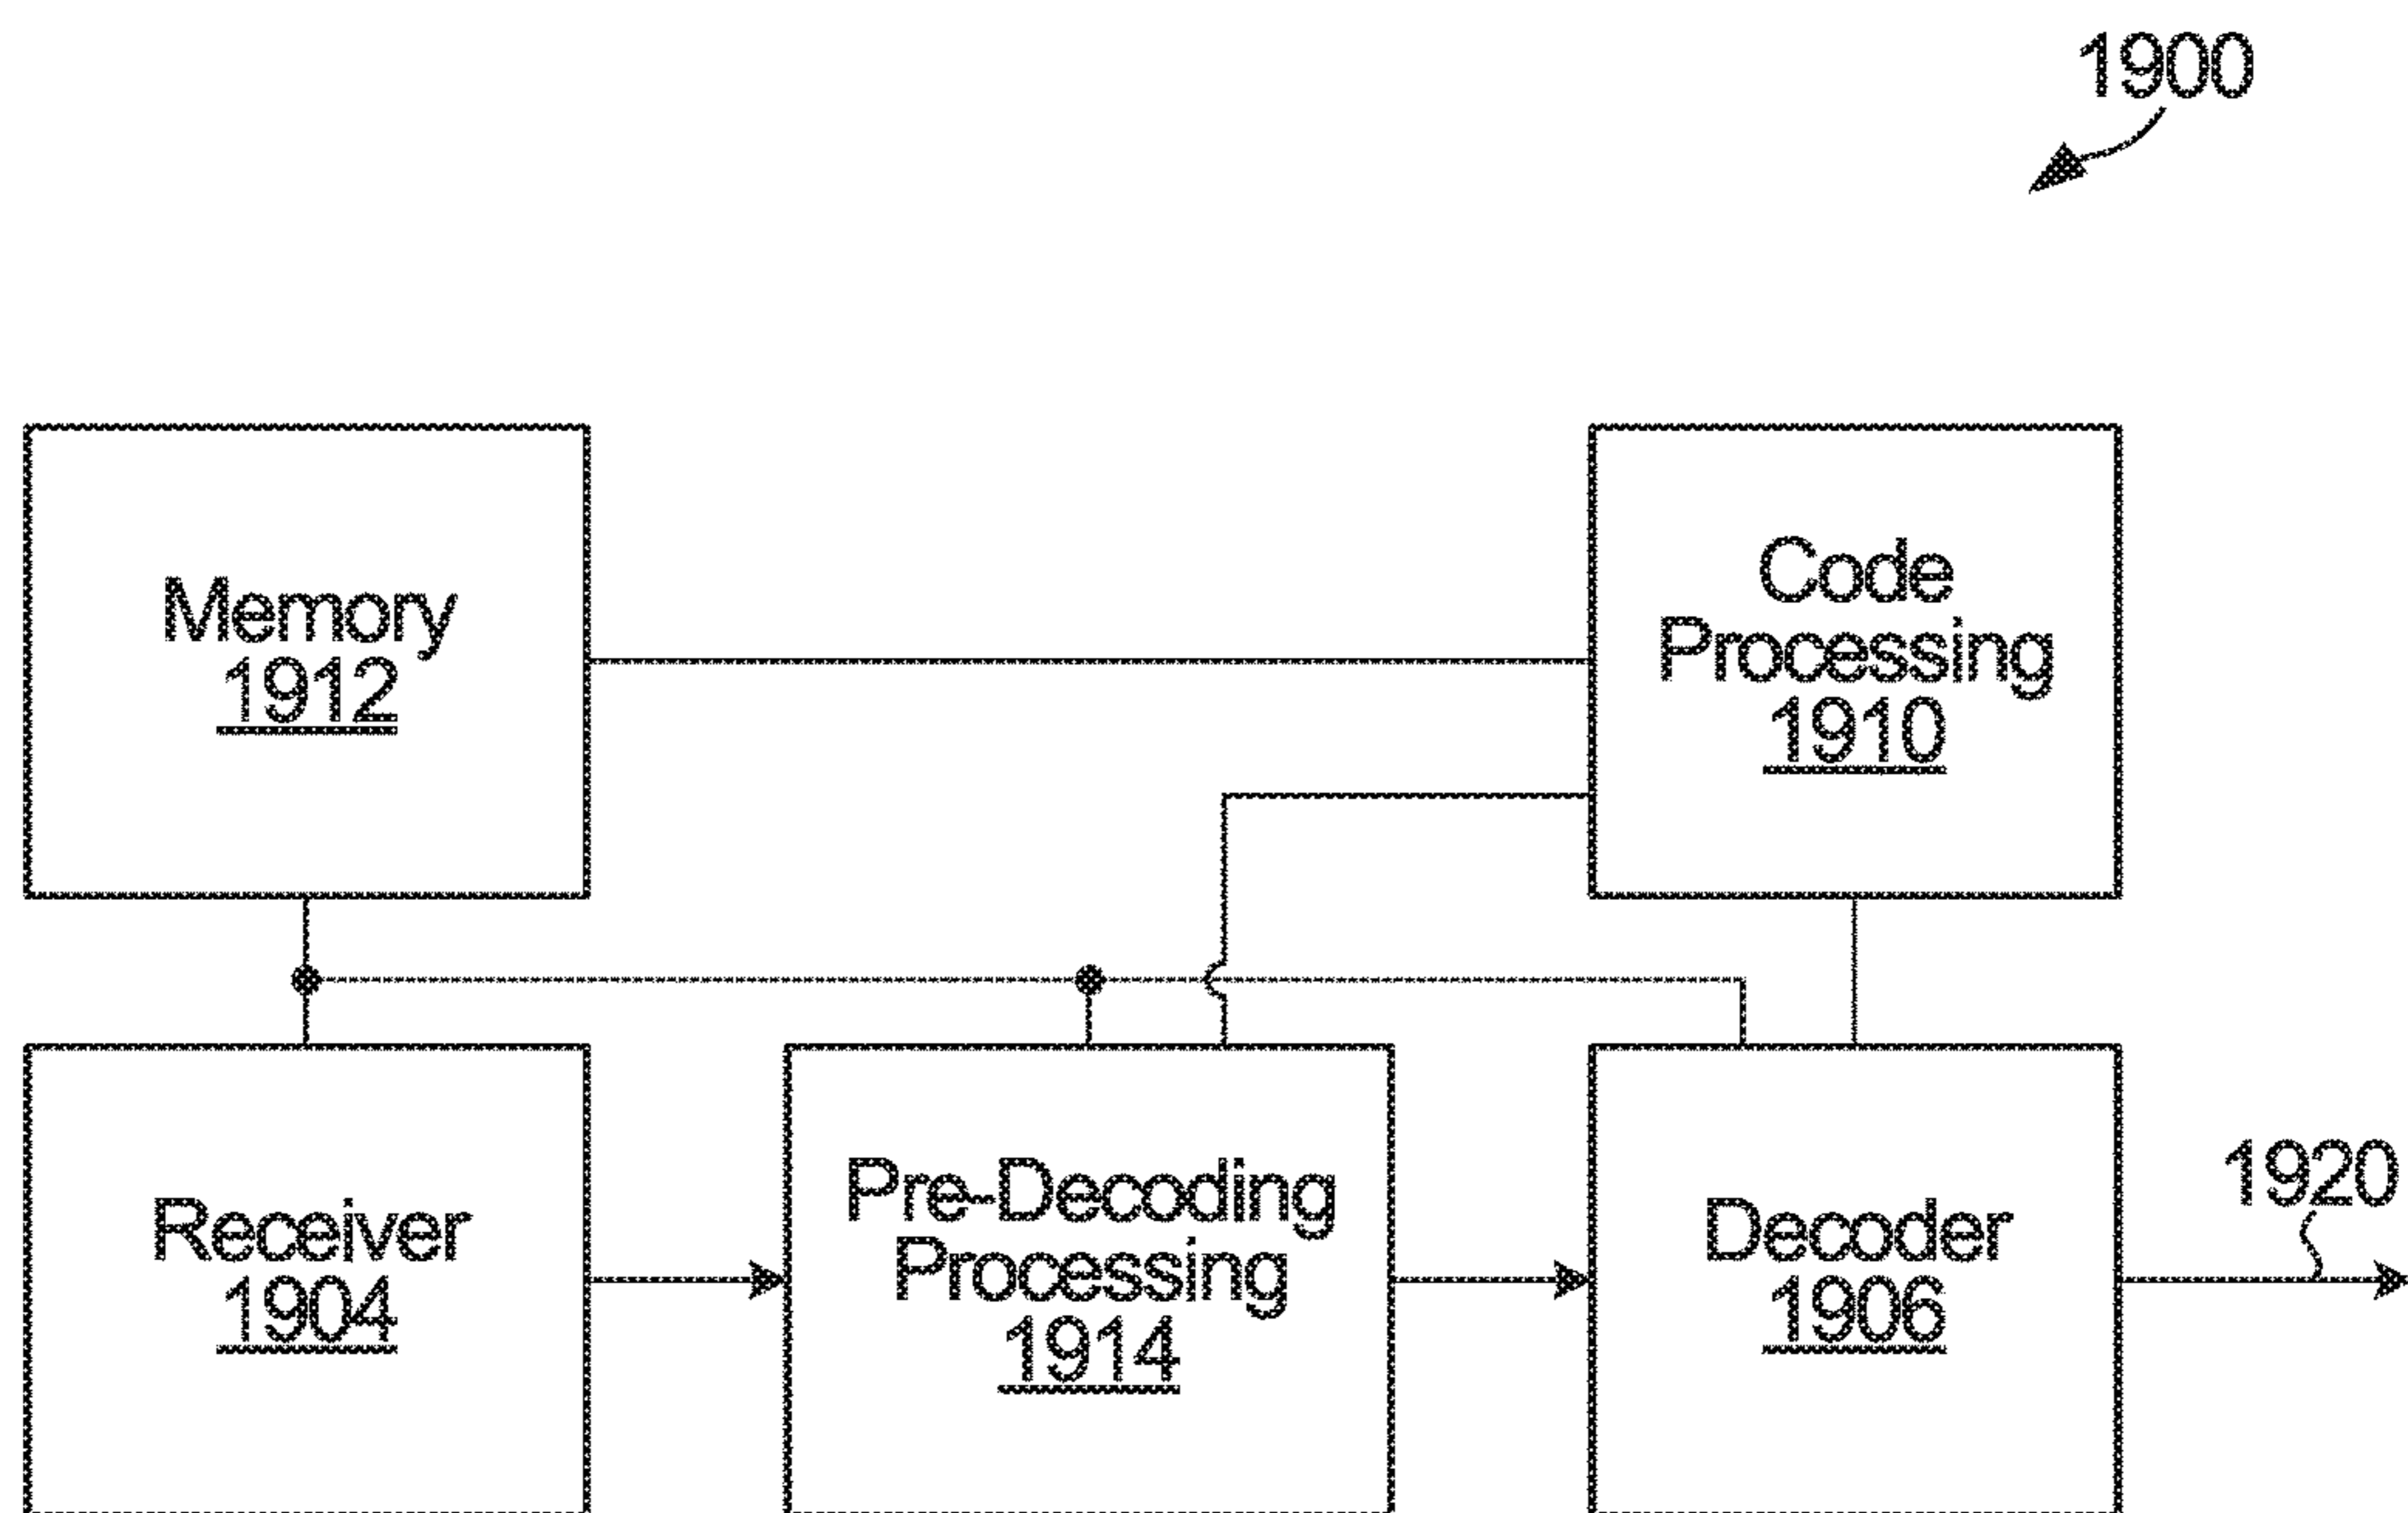 1900
Memory
1912
Code
Processing
1910
Receiver
1904
Pre-Decoding
Processing
1914
Decoder
1906
1920